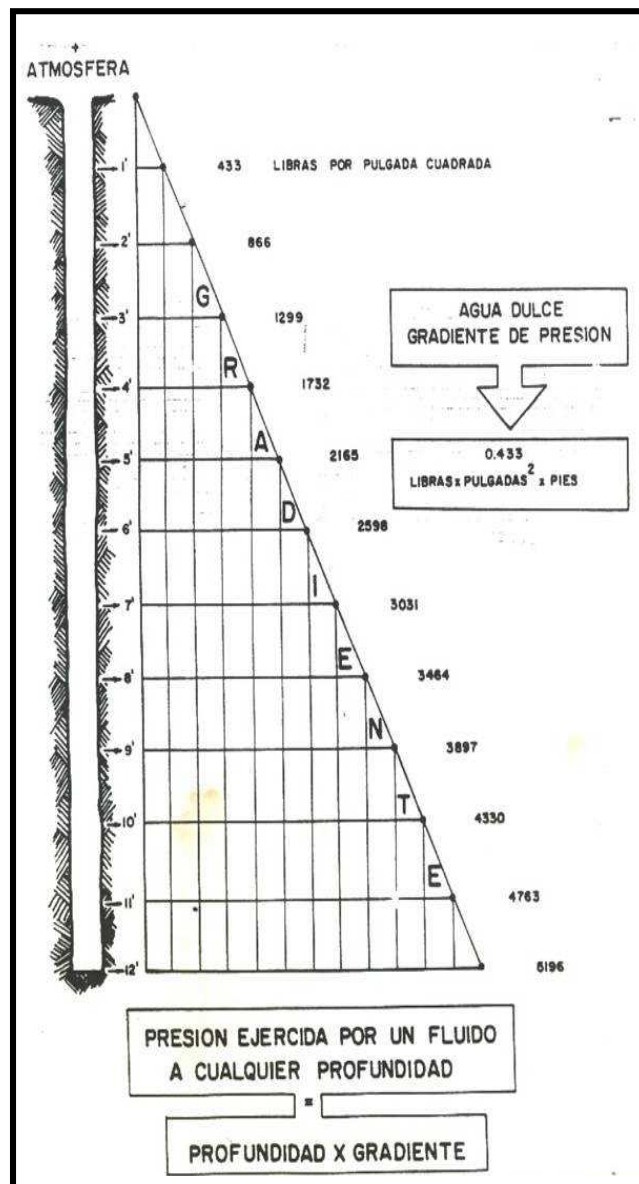 ATMOSFERA
1' 433 LIBRAS POR PULGADA CUADRADA
2' 866
G
3' 1299
R
4' 1732
A
5' 2165
D
6' 2598
I
7' 3031
E
8' 3464
N
9' 3897
T
10' 4330
E
11' 4763
12' 5196
AGUA DULCE
GRADIENTE DE PRESION
0.433
LIBRAS x PULGADAS² x PIES
PRESION EJERCIDA POR UN FLUIDO
A CUALQUIER PROFUNDIDAD
=
PROFUNDIDAD X GRADIENTE